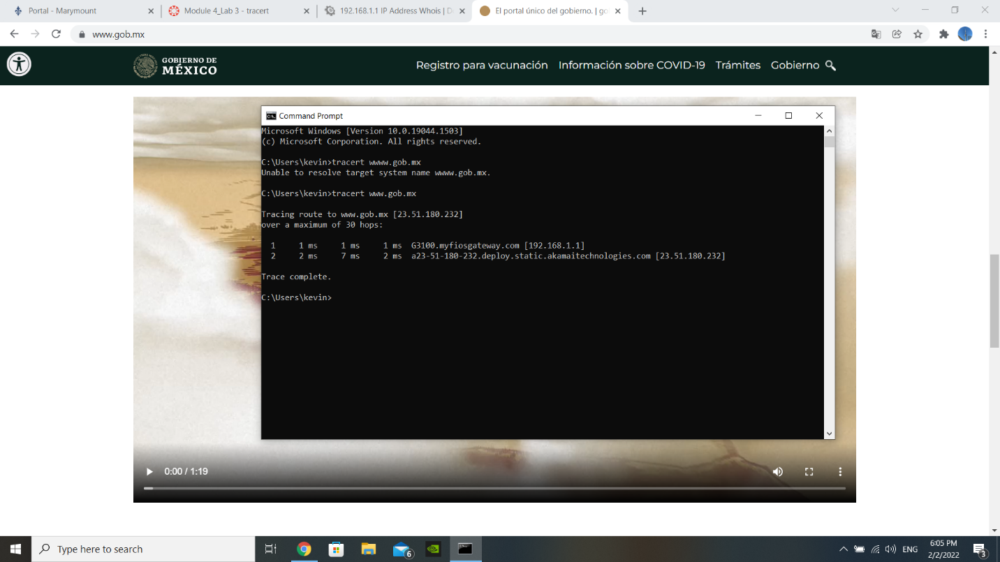 Portal - Marymount
Module 4_Lab 3 - tracert
192.168.1.1 IP Address Whois | D
El portal único del gobierno. | go
www.gob.mx
GOBIERNO DE
MÉXICO
Registro para vacunación Información sobre COVID-19 Trámites Gobierno
Command Prompt
Microsoft Windows [Version 10.0.19044.1503]
(c) Microsoft Corporation. All rights reserved.
C:\Users\kevin>tracert wwww.gob.mx
Unable to resolve target system name wwww.gob.mx.
C:\Users\kevin>tracert www.gob.mx
Tracing route to www.gob.mx [23.51.180.232]
over a maximum of 30 hops:
1 1 ms 1 ms 1 ms G3100.myfiosgateway.com [192.168.1.1]
2 2 ms 7 ms 2 ms a23-51-180-232.deploy.static.akamaitechnologies.com [23.51.180.232]
Trace complete.
C:\Users\kevin>
0:00 / 1:19
Type here to search
6
ENG
6:05 PM
2/2/2022
3